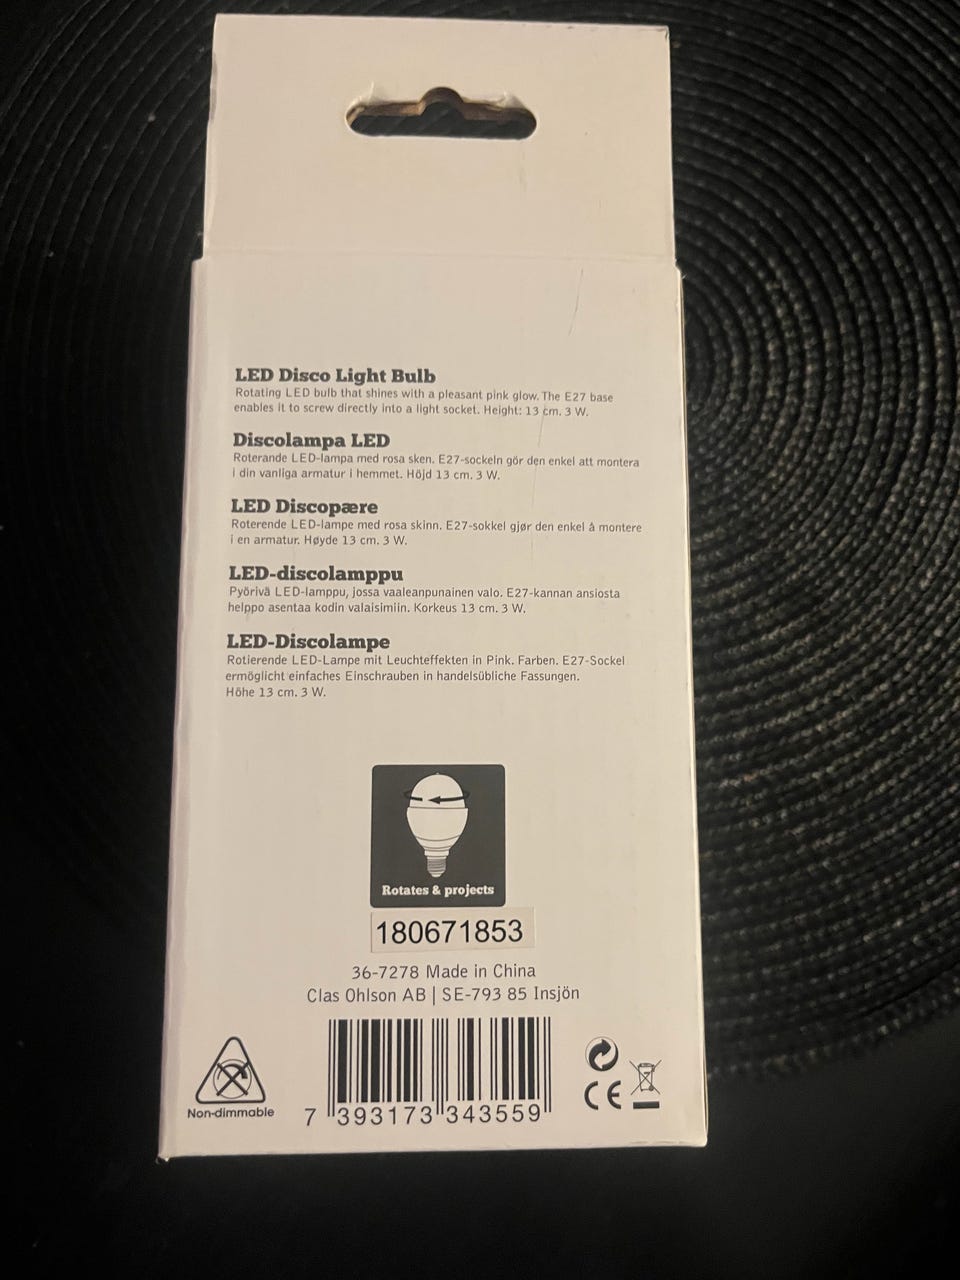 LED Disco Light Bulb
Rotating LED bulb that shines with a pleasant pink glow. The E27 base
enables it to screw directly into a light socket. Height: 13 cm. 3 W.
Discolampa LED
Roterande LED-lampa med rosa sken. E27-sockeln gör den enkel att montera
i din vanliga armatur i hemmet. Höjd 13 cm. 3 W.
LED Discopære
Roterende LED-lampe med rosa skinn. E27-sokkel gjør den enkel å montere
i en armatur. Høyde 13 cm. 3 W.
LED-discolamppu
Pyörivä LED-lamppu, jossa vaaleanpunainen valo. E27-kannan ansiosta
helppo asentaa kodin valaisimiin. Korkeus 13 cm. 3 W.
LED-Discolampe
Rotierende LED-Lampe mit Leuchteffekten in Pink. Farben. E27-Sockel
ermöglicht einfaches Einschrauben in handelsübliche Fassungen.
Höhe 13 cm. 3 W.
Rotates & projects
180671853
36-7278 Made in China
Clas Ohlson AB | SE-793 85 Insjön
Non-dimmable
7 393173 343559
CE